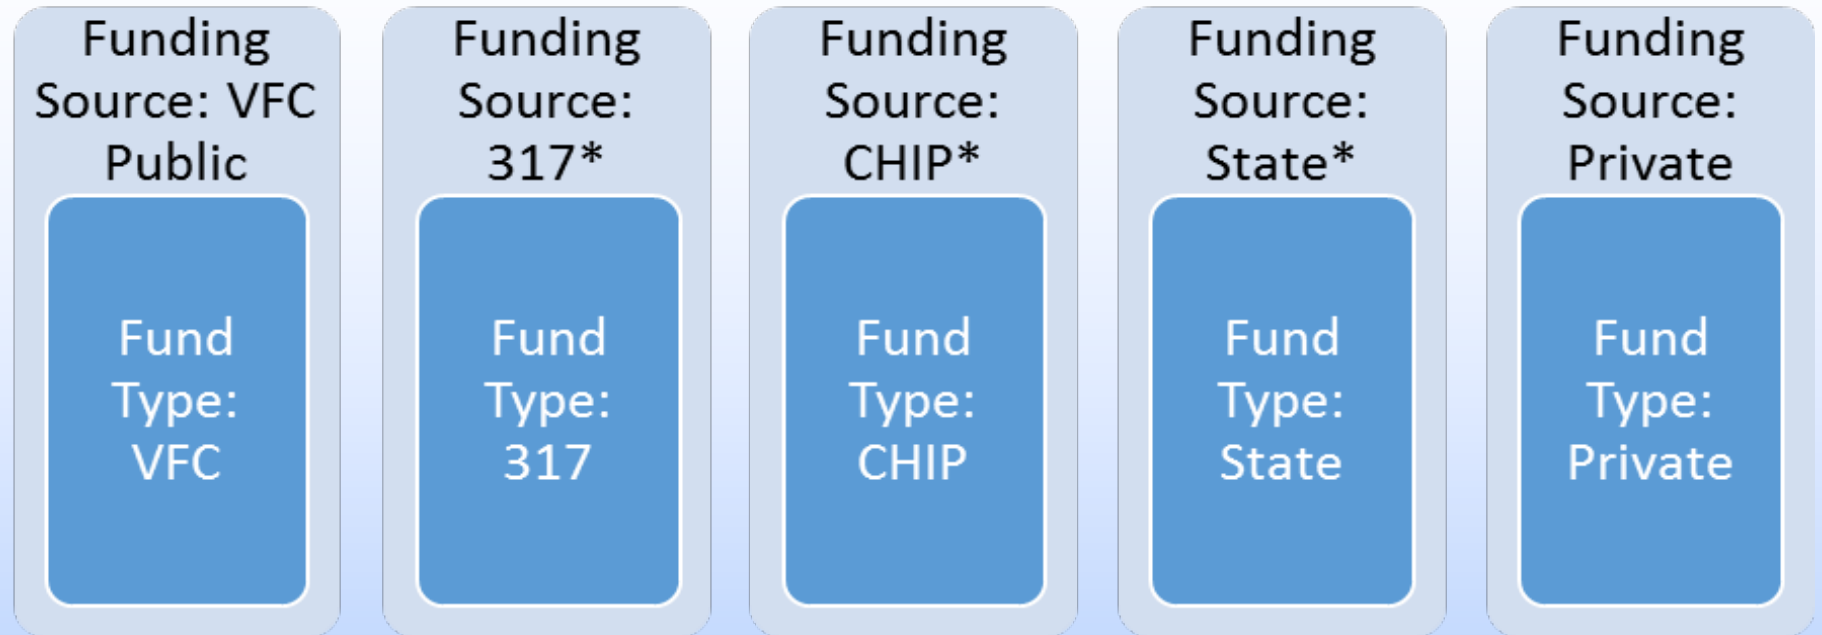 Funding
Source: VFC
Public
Fund
Type:
VFC
Funding
Source:
317*
Fund
Type:
317
Funding
Source:
CHIP*
Fund
Type:
CHIP
Funding
Source:
State*
Fund
Type:
State
Funding
Source:
Private
Fund
Type:
Private